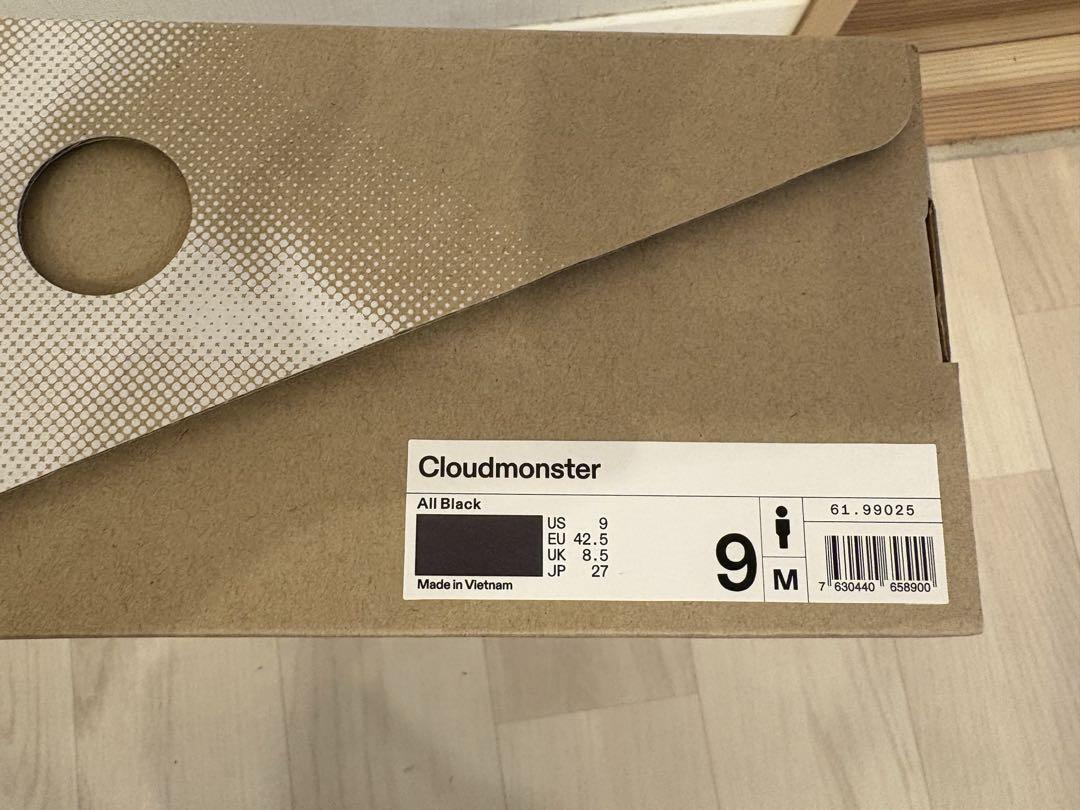 Cloudmonster
All Black
US 9
EU 42.5
UK 8.5
JP 27
Made in Vietnam
9
M
61.99025
7 630440 658900